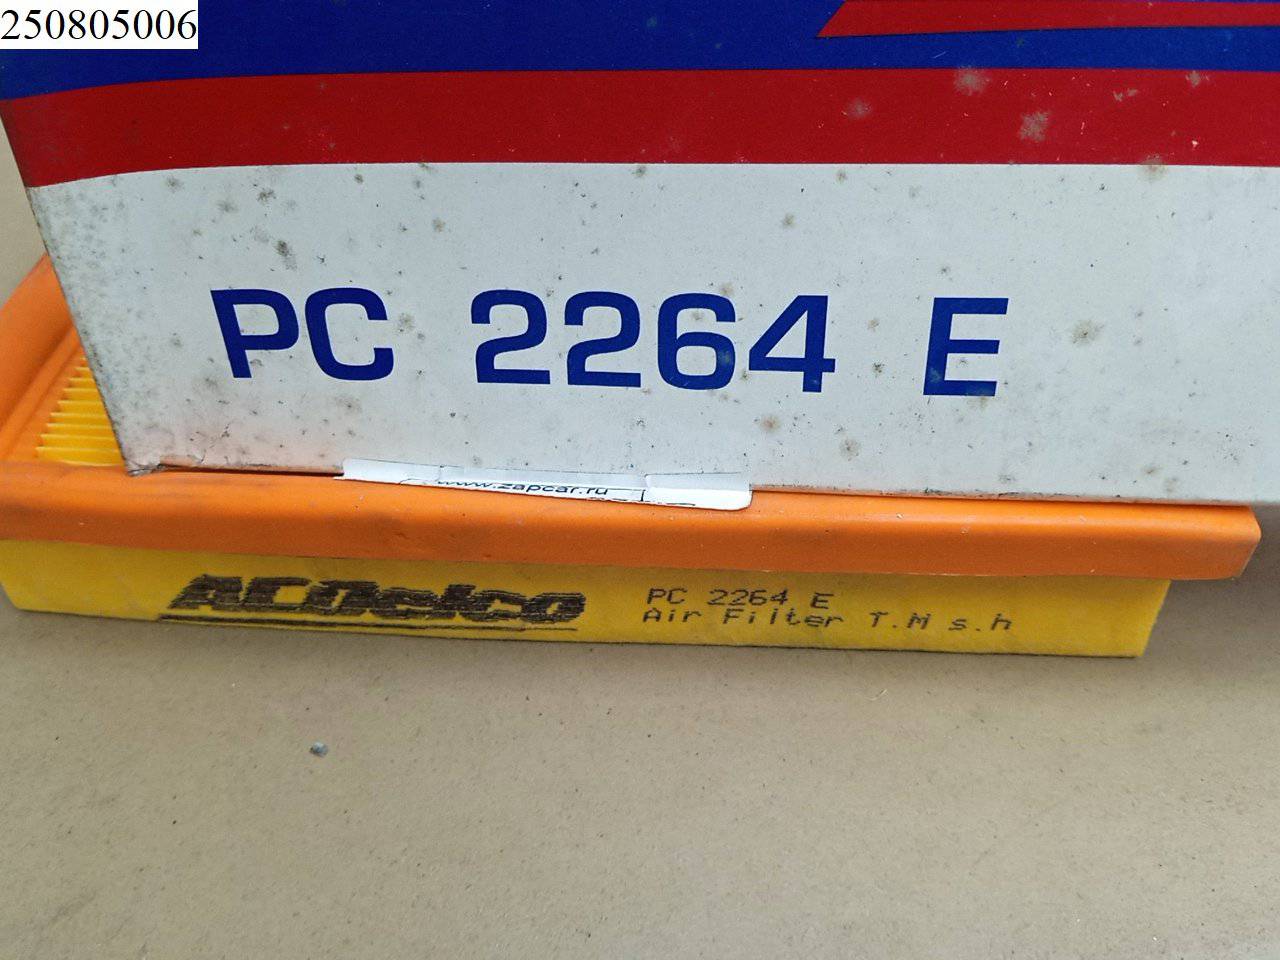 250805006
PC 2264 E
www.zapcar.ru
ACDelco
PC 2264 E
Air Filter T.M s.h